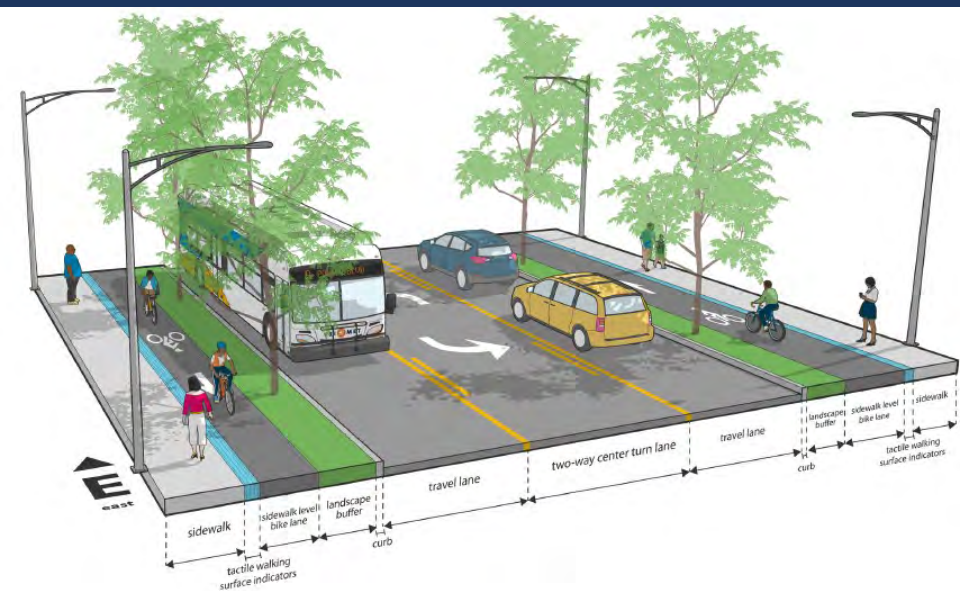 E
east
sidewalk
tactile walking
surface indicators
sidewalk level
bike lane
landscape
buffer
curb
travel lane
two-way center turn lane
travel lane
curb
landscape
buffer
sidewalk level
bike lane
tactile walking
surface indicators
sidewalk